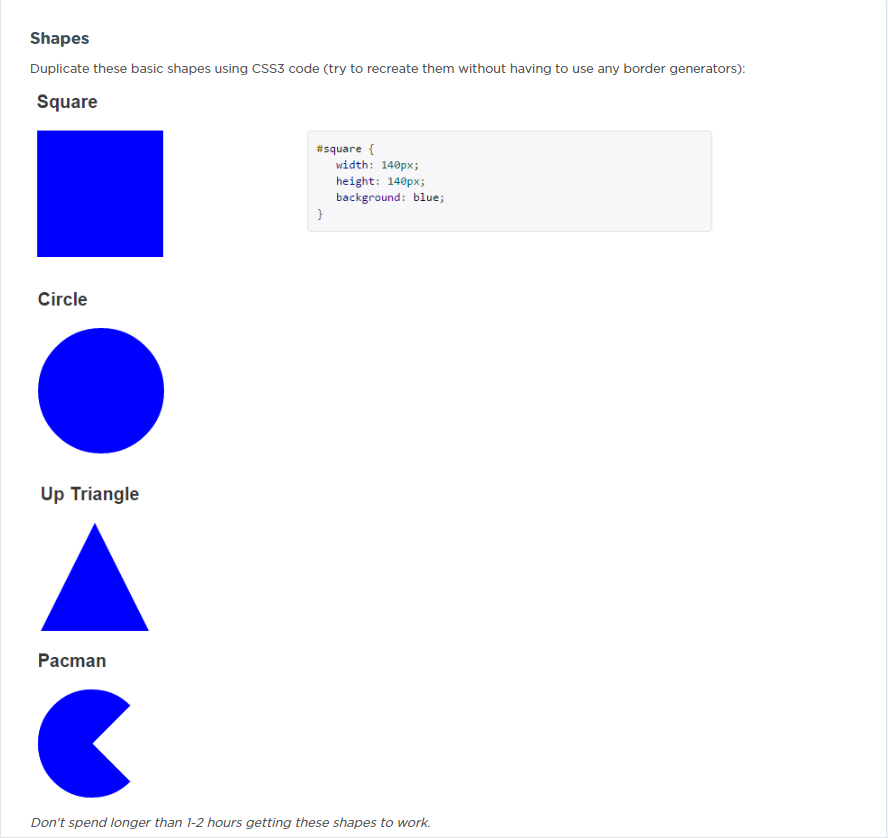 Shapes
Duplicate these basic shapes using CSS3 code (try to recreate them without having to use any border generators):
Square
#square {
width: 140px;
height: 140px;
background: blue;
}
Circle
Up Triangle
Pacman
Don't spend longer than 1-2 hours getting these shapes to work.